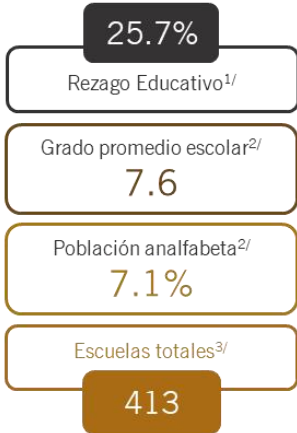 25.7%
Rezago Educativo1/
Grado promedio escolar2/
7.6
Población analfabeta2/
7.1%
Escuelas totales3/
413